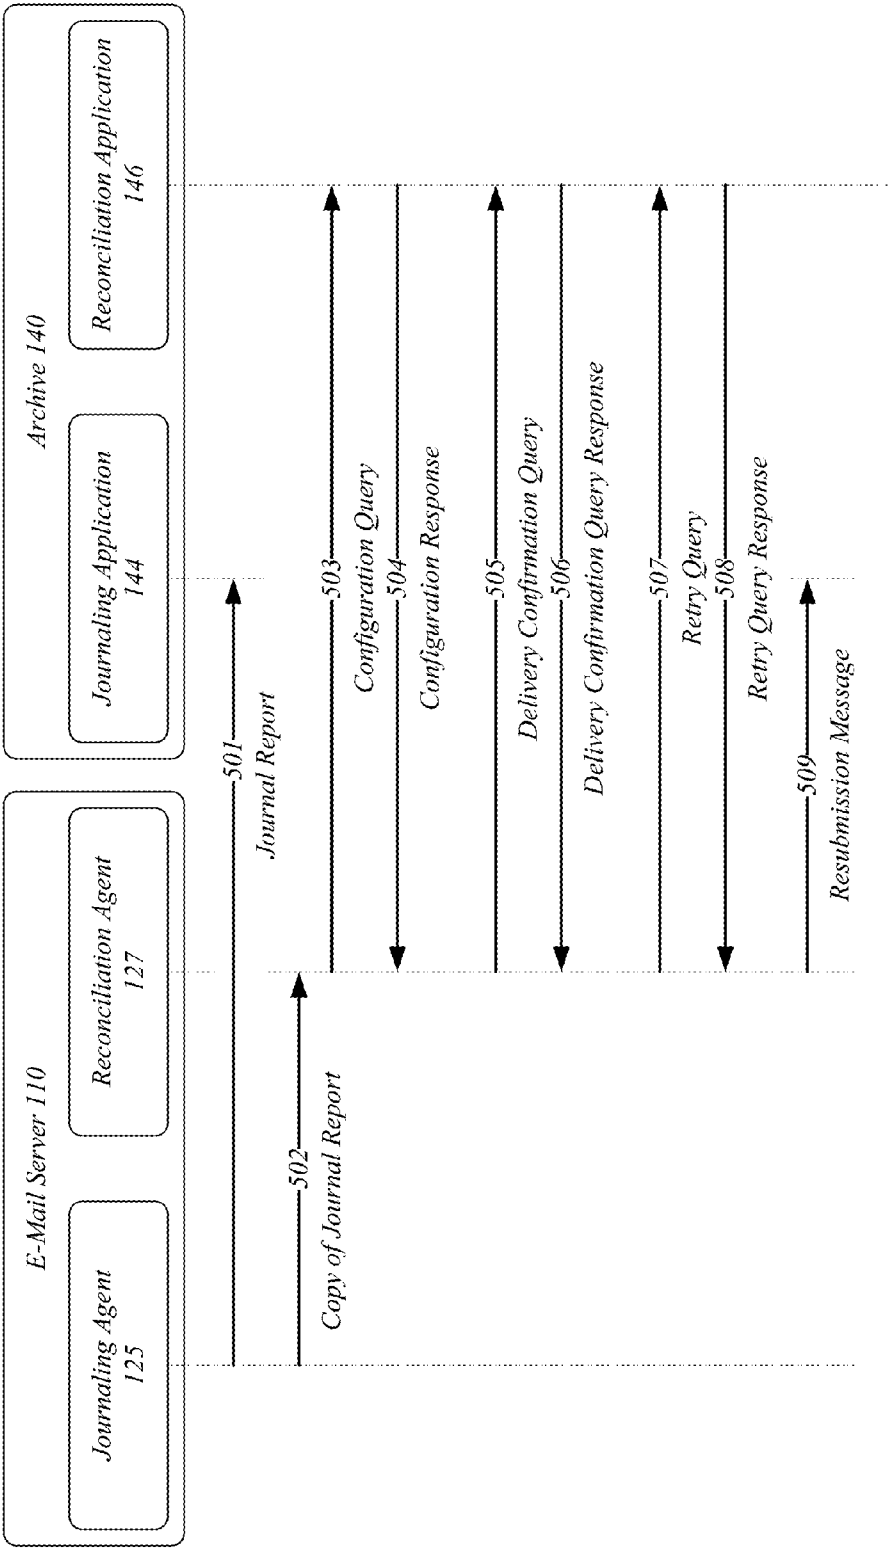 E-Mail Server 110
Archive 140
Journaling Agent
125
Reconciliation Agent
127
Journaling Application
144
Reconciliation Application
146
501
Journal Report
502
Copy of Journal Report
503
Configuration Query
504
Configuration Response
505
Delivery Confirmation Query
506
Delivery Confirmation Query Response
507
Retry Query
508
Retry Query Response
509
Resubmission Message